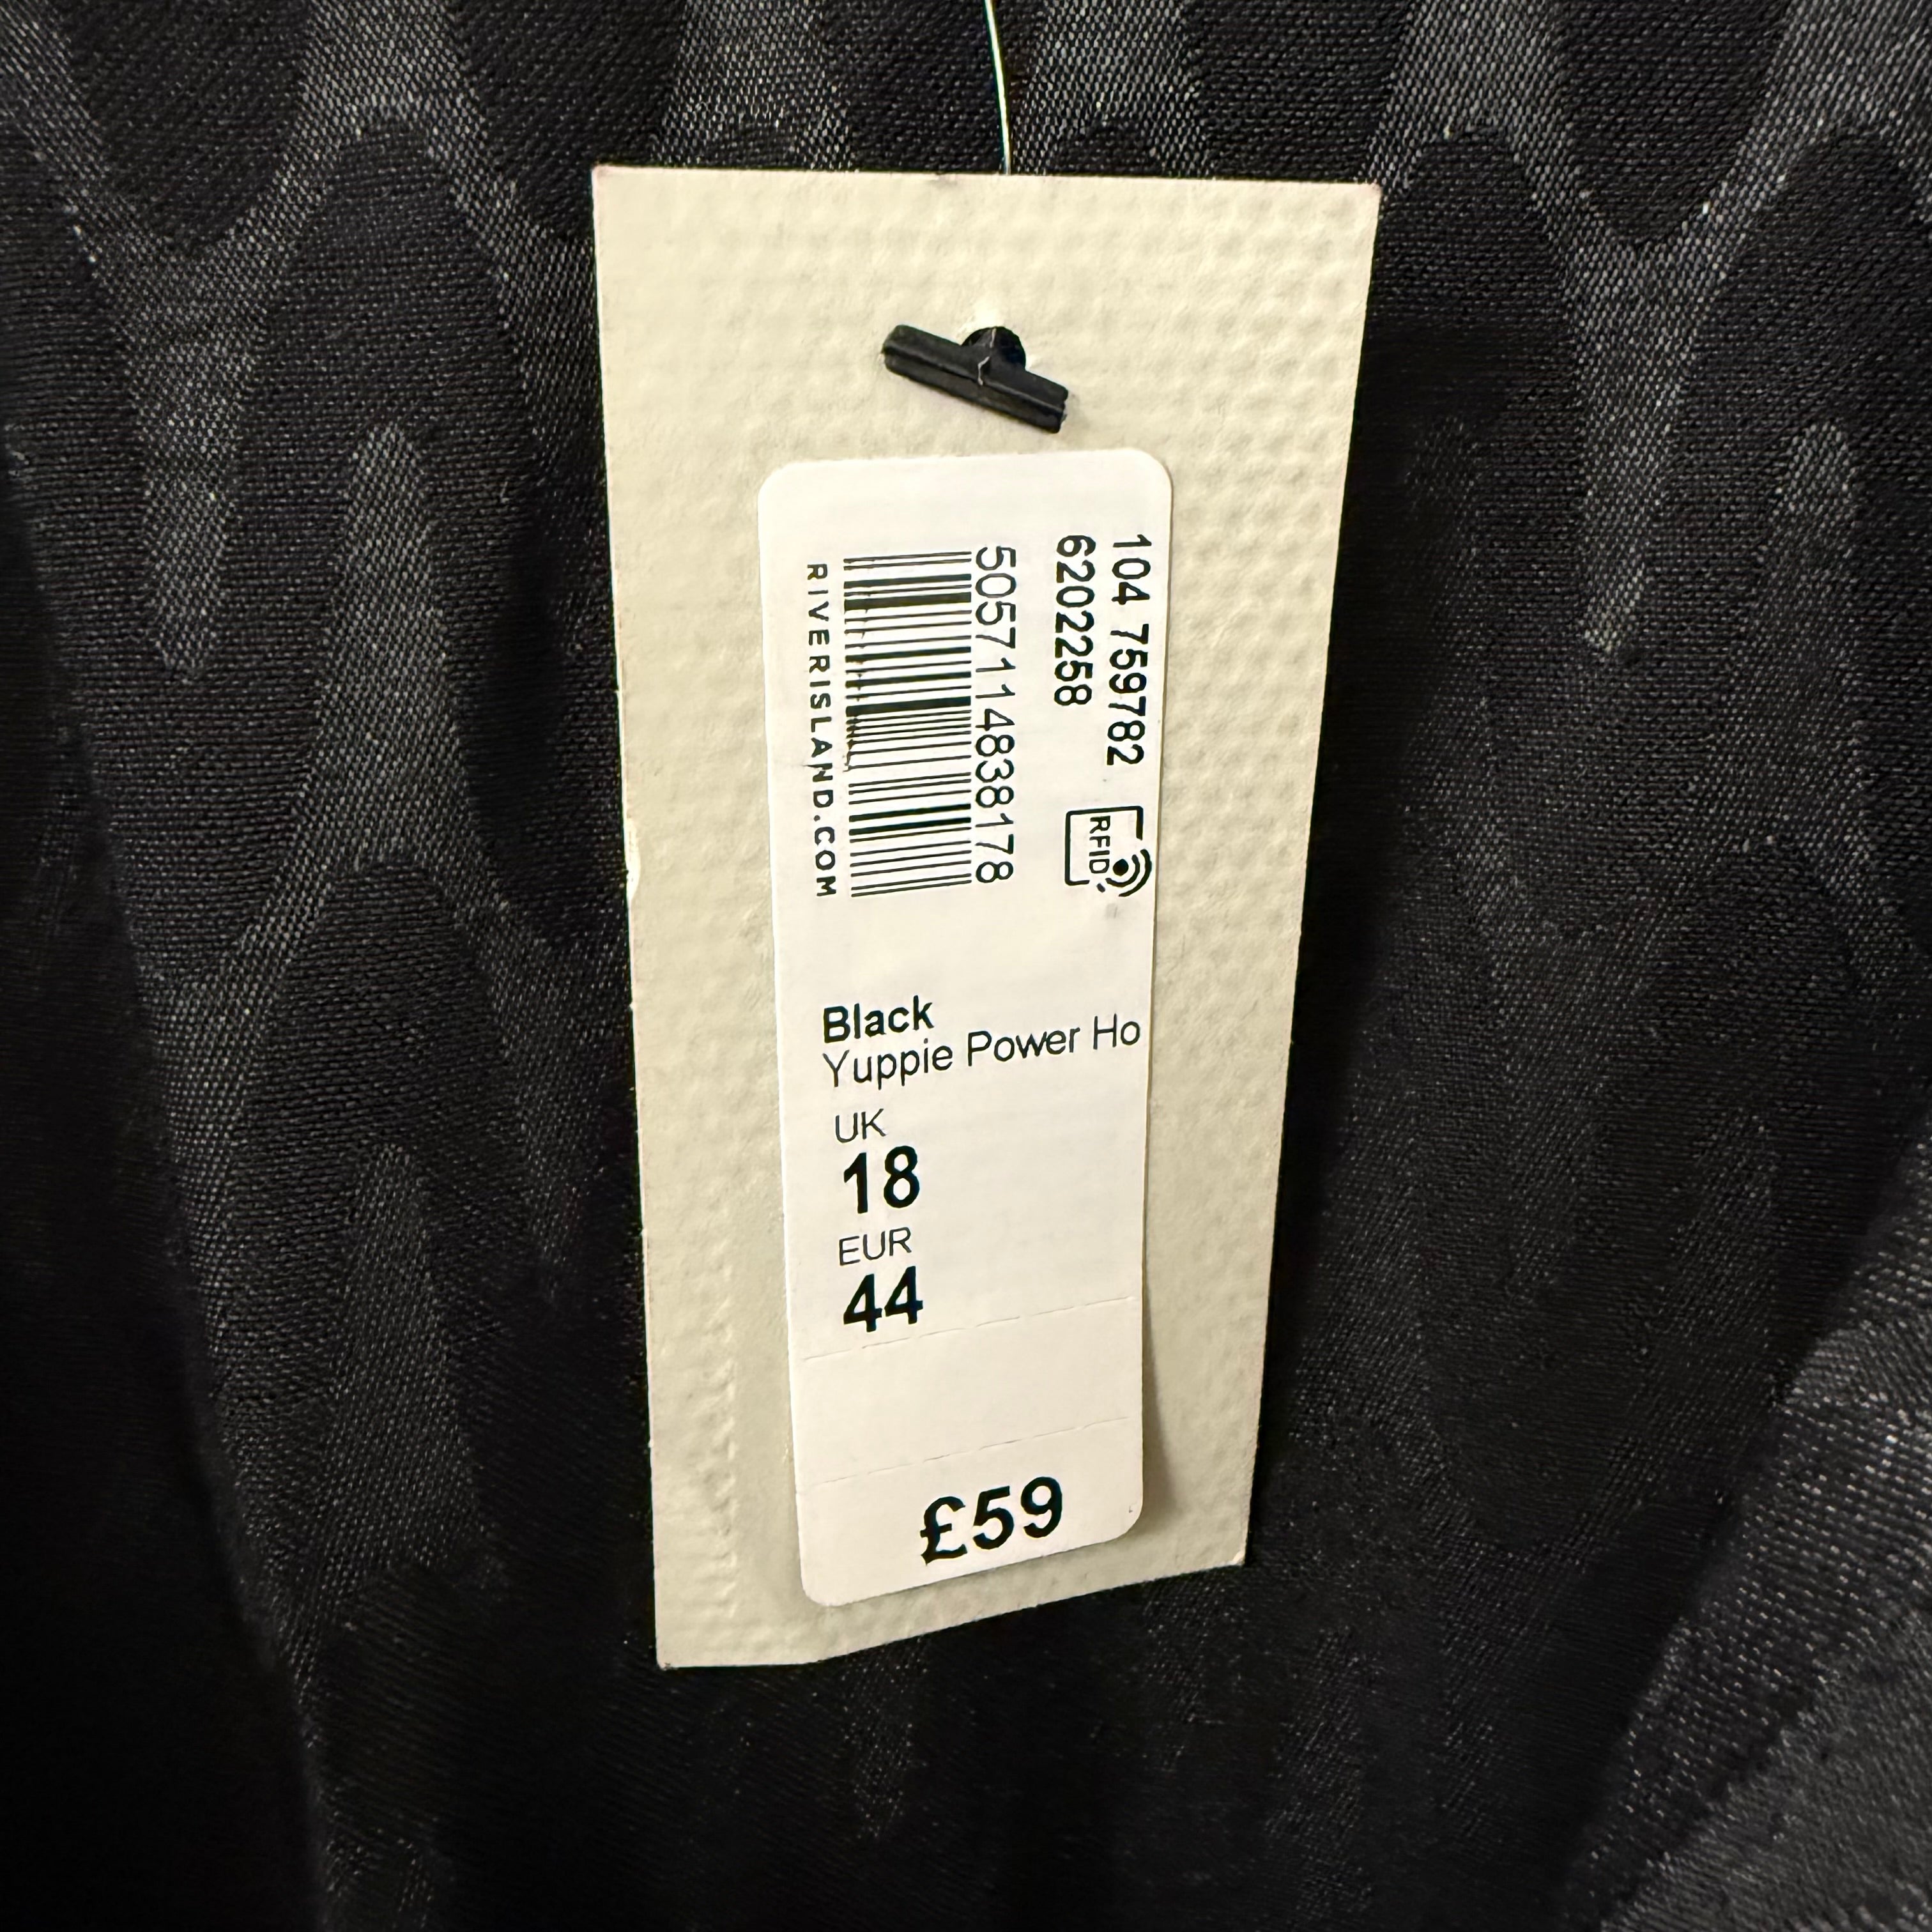 104 759782
6202258
RFID
5057114838178
RIVERISLAND.COM
Black
Yuppie Power Ho
UK
18
EUR
44
£59